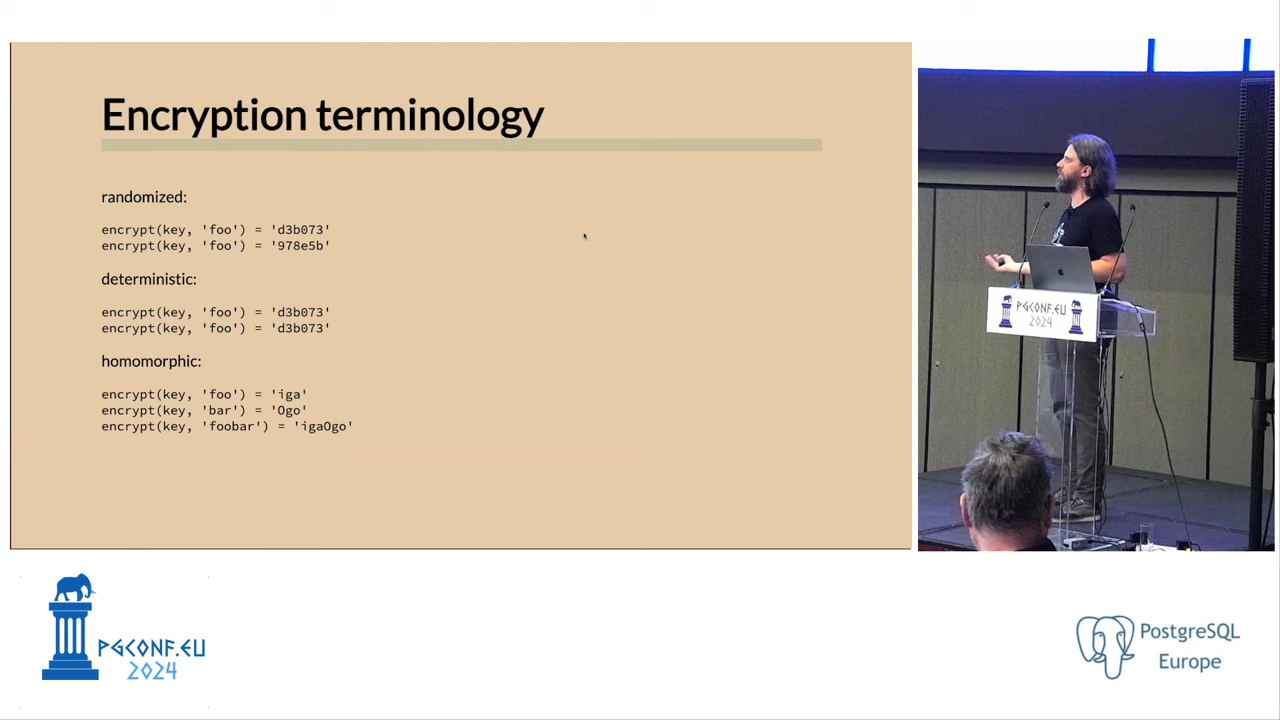 Encryption terminology
randomized:
encrypt(key, 'foo') = 'd3b073'
encrypt(key, 'foo') = '978e5b'
deterministic:
encrypt(key, 'foo') = 'd3b073'
encrypt(key, 'foo') = 'd3b073'
homomorphic:
encrypt(key, 'foo') = 'iga'
encrypt(key, 'bar') = 'Ogo'
encrypt(key, 'foobar') = 'igaOgo'
PGCONF.EU
2024
PGCONF.EU
2024
PostgreSQL
Europe